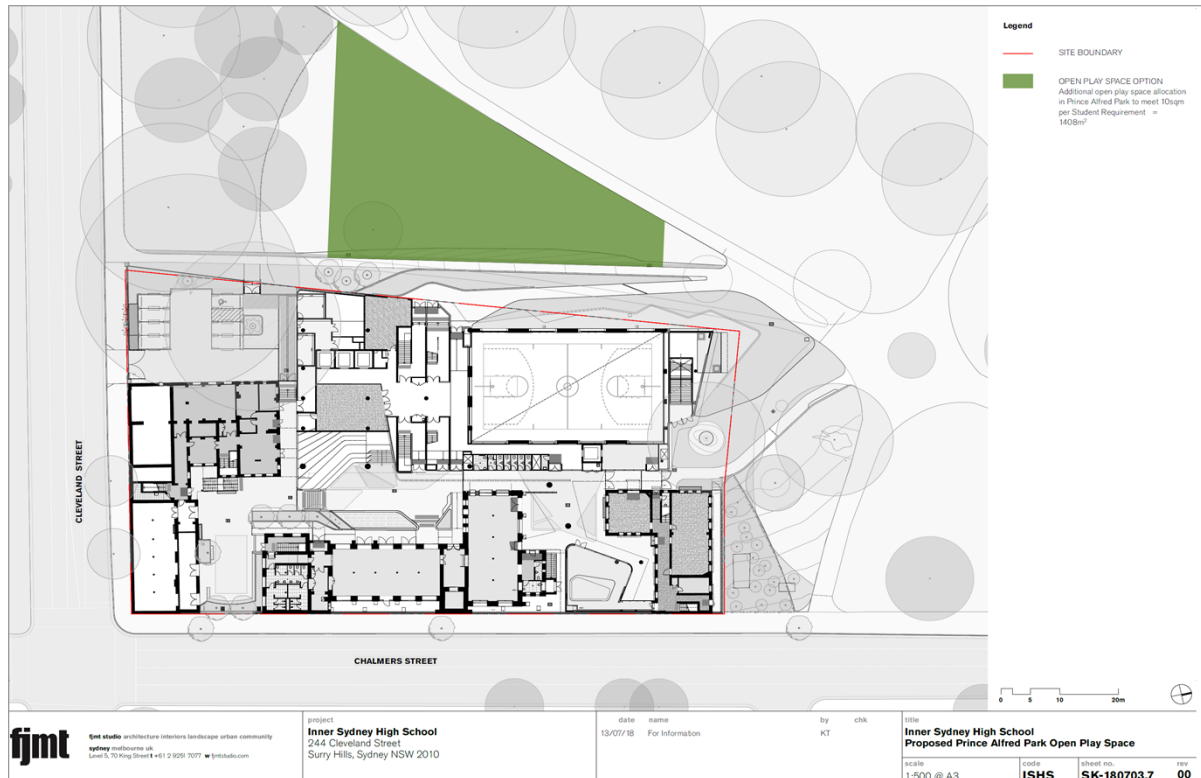 Legend
SITE BOUNDARY
OPEN PLAY SPACE OPTION
Additional open play space allocation
in Prince Alfred Park to meet 10sqm
per Student Requirement =
1408m²
CLEVELAND STREET
CHALMERS STREET
0 5 10 20m
fjmt
fjmt studio architecture interiors landscape urban community
sydney melbourne uk
Level 5, 70 King Street t +61 2 9251 7077 w fjmtstudio.com
project
Inner Sydney High School
244 Cleveland Street
Surry Hills, Sydney NSW 2010
date name by chk
13/07/18 For Information KT
title
Inner Sydney High School
Proposed Prince Alfred Park Open Play Space
scale code sheet no. rev
1:500 @ A3 ISHS SK-180703.7 00